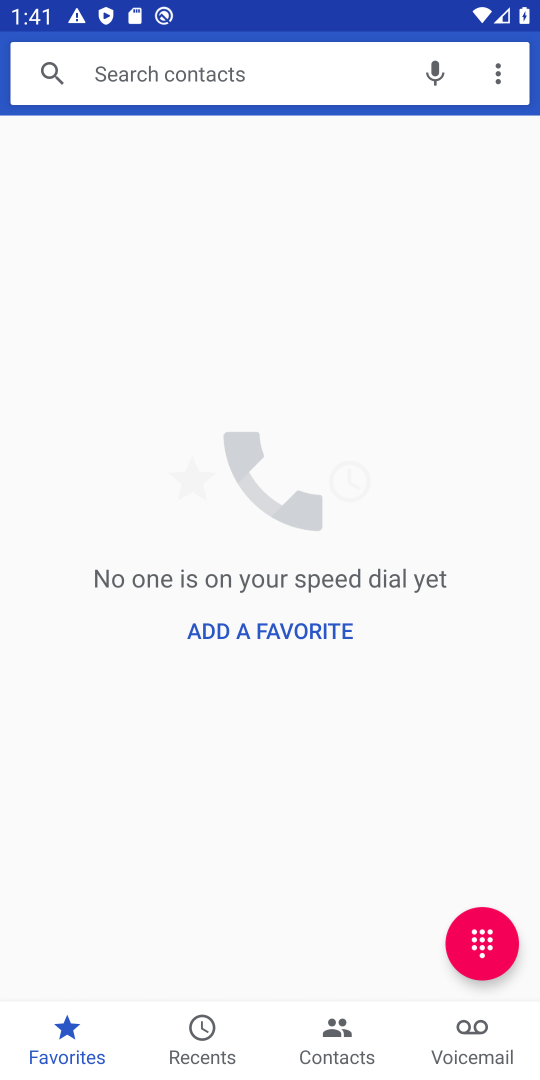 1:41
Search contacts
No one is on your speed dial yet
ADD A FAVORITE
Favorites
Recents
Contacts
Voicemail